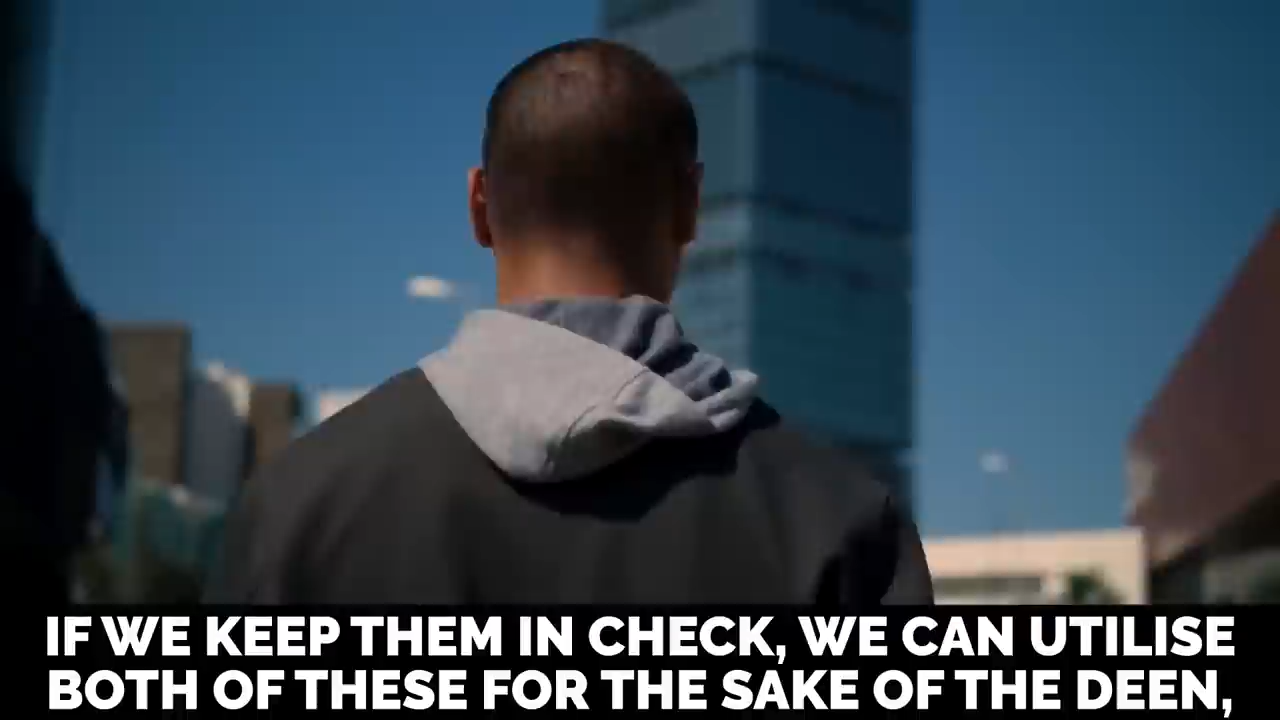 IF WE KEEP THEM IN CHECK, WE CAN UTILISE
BOTH OF THESE FOR THE SAKE OF THE DEEN,